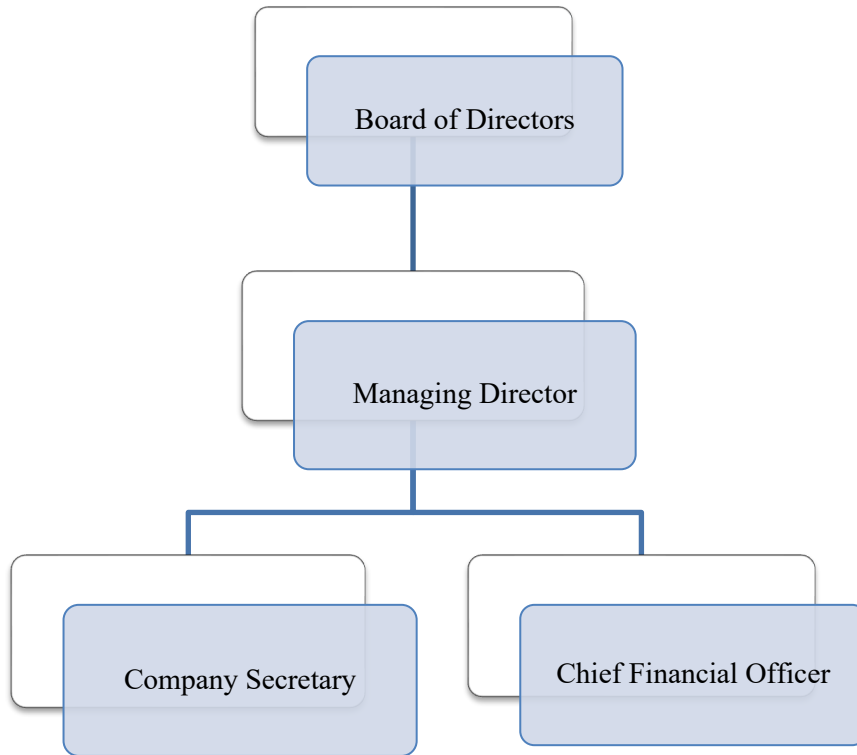 Board of Directors
Managing Director
Company Secretary
Chief Financial Officer